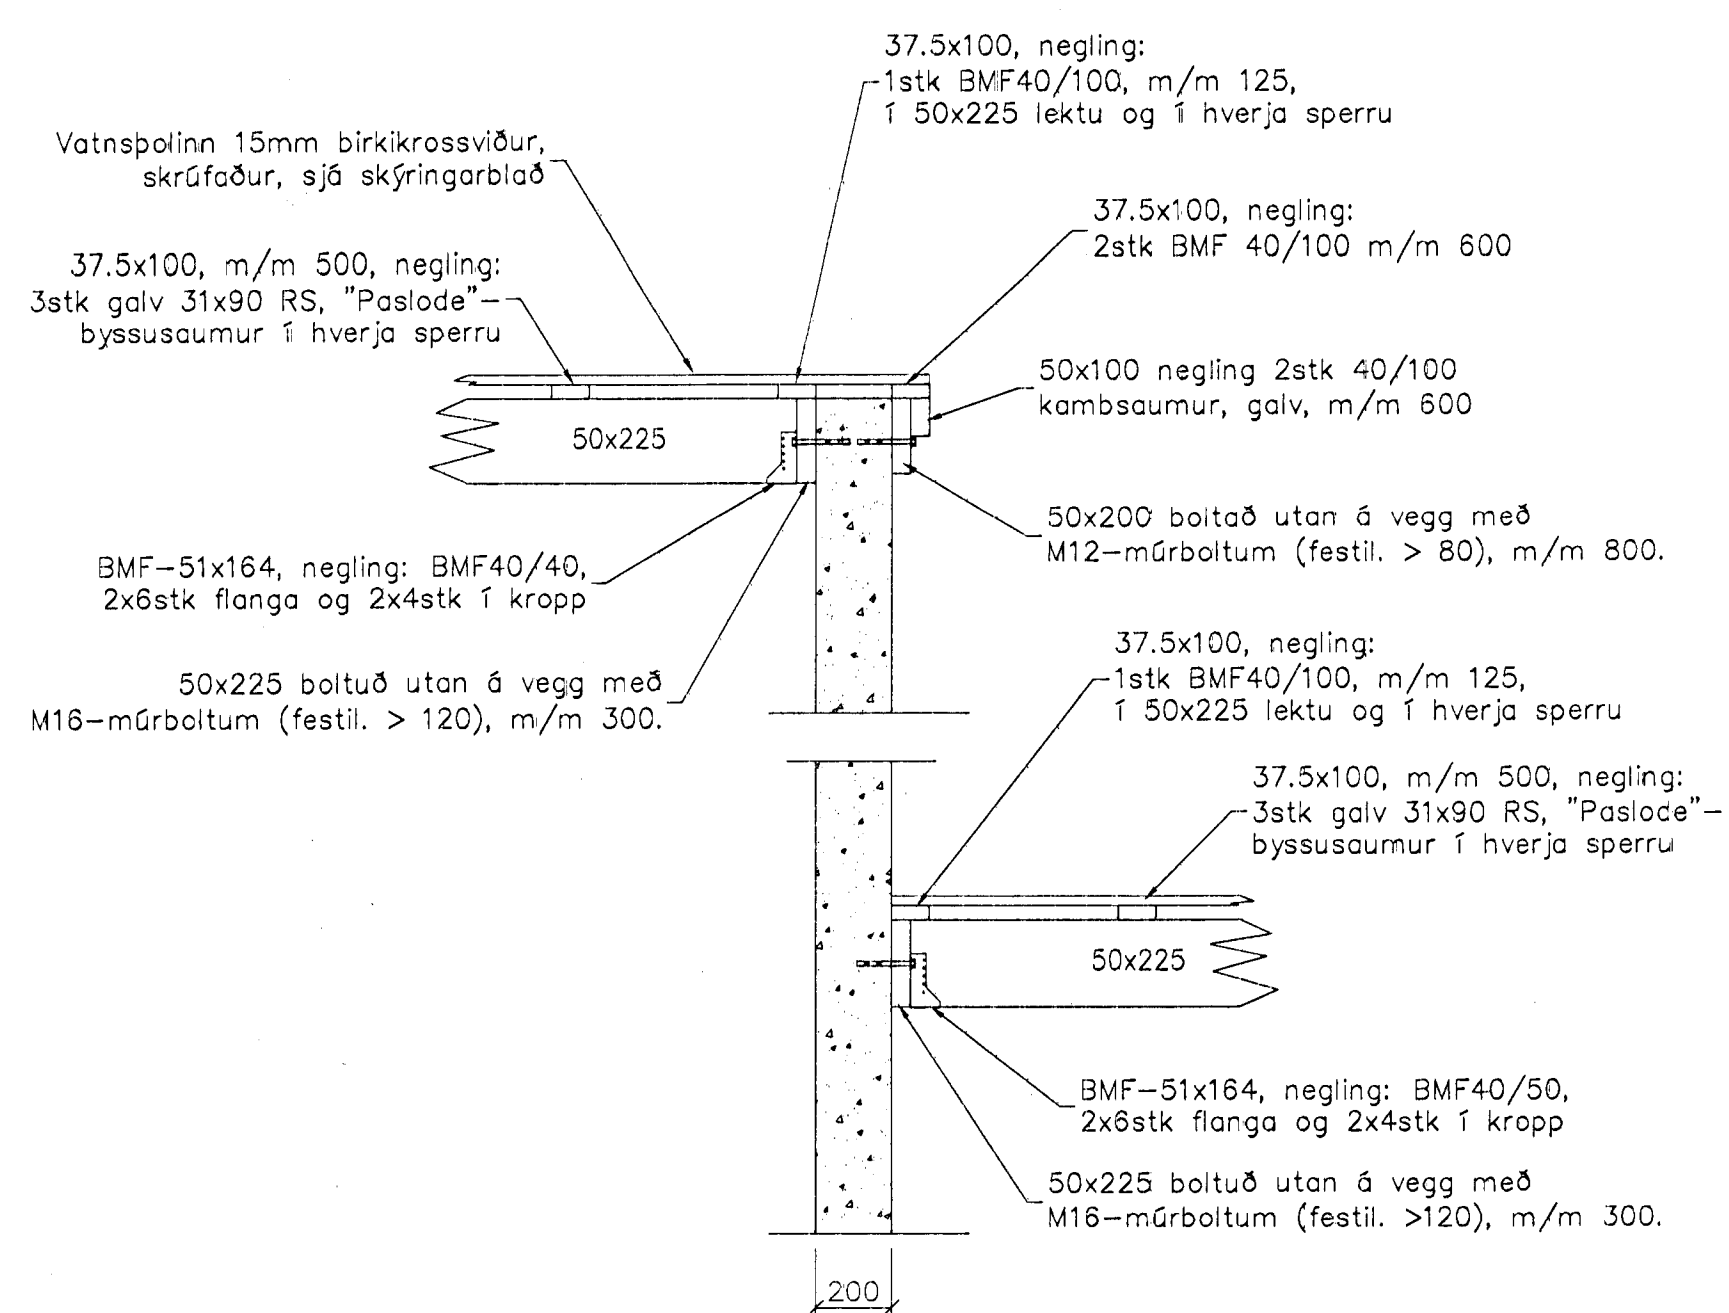 37.5x100, negling:
1stk BMF40/100, m/m 125,
í 50x225 lektu og í hverja sperru
Vatnsþolinn 15mm birkikrossviður,
skrúfaður, sjá skýringarblað
37.5x100, negling:
2stk BMF 40/100 m/m 600
37.5x100, m/m 500, negling:
3stk galv 31x90 RS, "Paslode"-
byssusaumur í hverja sperru
50x100 negling 2stk 40/100
kambsaumur, galv, m/m 600
50x225
50x200 boltað utan á vegg með
M12-múrboltum (festil. > 80), m/m 800.
BMF-51x164, negling: BMF40/40,
2x6stk flanga og 2x4stk í kropp
50x225 boltuð utan á vegg með
M16-múrboltum (festil. > 120), m/m 300.
37.5x100, negling:
1stk BMF40/100, m/m 125,
í 50x225 lektu og í hverja sperru
37.5x100, m/m 500, negling:
3stk galv 31x90 RS, "Paslode"-
byssusaumur í hverja sperru
50x225
BMF-51x164, negling: BMF40/50,
2x6stk flanga og 2x4stk í kropp
50x225 boltuð utan á vegg með
M16-múrboltum (festil. >120), m/m 300.
200